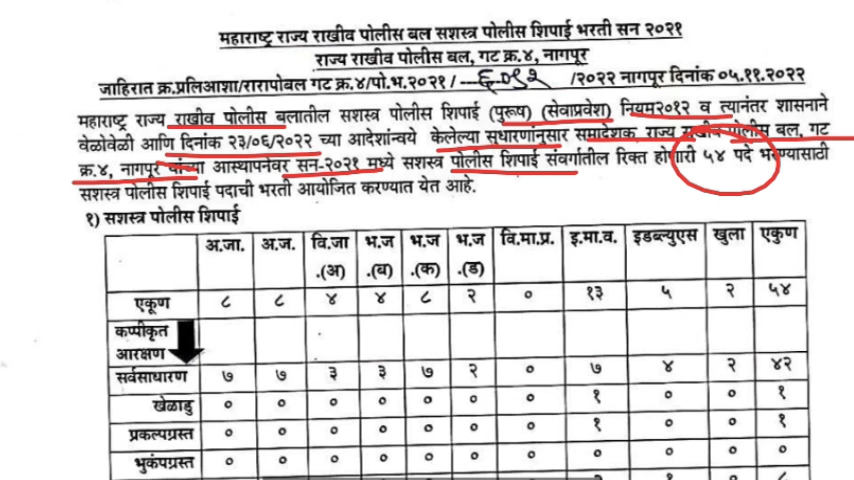 महाराष्ट्र राज्य राखीव पोलीस बल सशस्त्र पोलीस शिपाई भरती सन २०२१
राज्य राखीव पोलीस बल, गट क्र.४, नागपूर
जाहिरात क्र.प्रलिआशा/रारापोबल गट क्र.४/पो.भ.२०२१/ /२०२२ नागपूर दिनांक ०५.११.२०२२
महाराष्ट्र राज्य राखीव पोलीस बलातील सशस्त्र पोलीस शिपाई (पुरूष) (सेवाप्रवेश) नियम२०१२ व त्यानंतर शासनाने
वेळोवेळी आणि दिनांक २३/०६/२०२२ च्या आदेशांन्वये केलेल्या सुधारणांनुसार समादेशक, राज्य राखीव पोलीस बल, गट
क्र.४, नागपूर यांच्या आस्थापनेवर सन-२०२१ मध्ये सशस्त्र पोलीस शिपाई संवर्गातील रिक्त होणारी ५४ पदे भरण्यासाठी
सशस्त्र पोलीस शिपाई पदाची भरती आयोजित करण्यात येत आहे.
१) सशस्त्र पोलीस शिपाई
अ.जा. अ.ज. वि.जा .(अ) भ.ज .(ब) भ.ज .(क) भ.ज .(ड) वि.मा.प्र. इ.मा.व. इडब्ल्युएस खुला एकुण
एकूण ८ ८ ४ ४ ८ २ ० १३ ५ २ ५४
कप्पीकृत
आरक्षण
सर्वसाधारण ७ ७ ३ ३ ७ २ ० ७ ४ २ ४२
खेळाडु ० ० ० ० ० ० ० १ ० ० १
प्रकल्पग्रस्त ० ० ० ० ० ० ० १ ० ० १
भुकंपग्रस्त ० ० ० ० ० ० ० ० ० ० ०